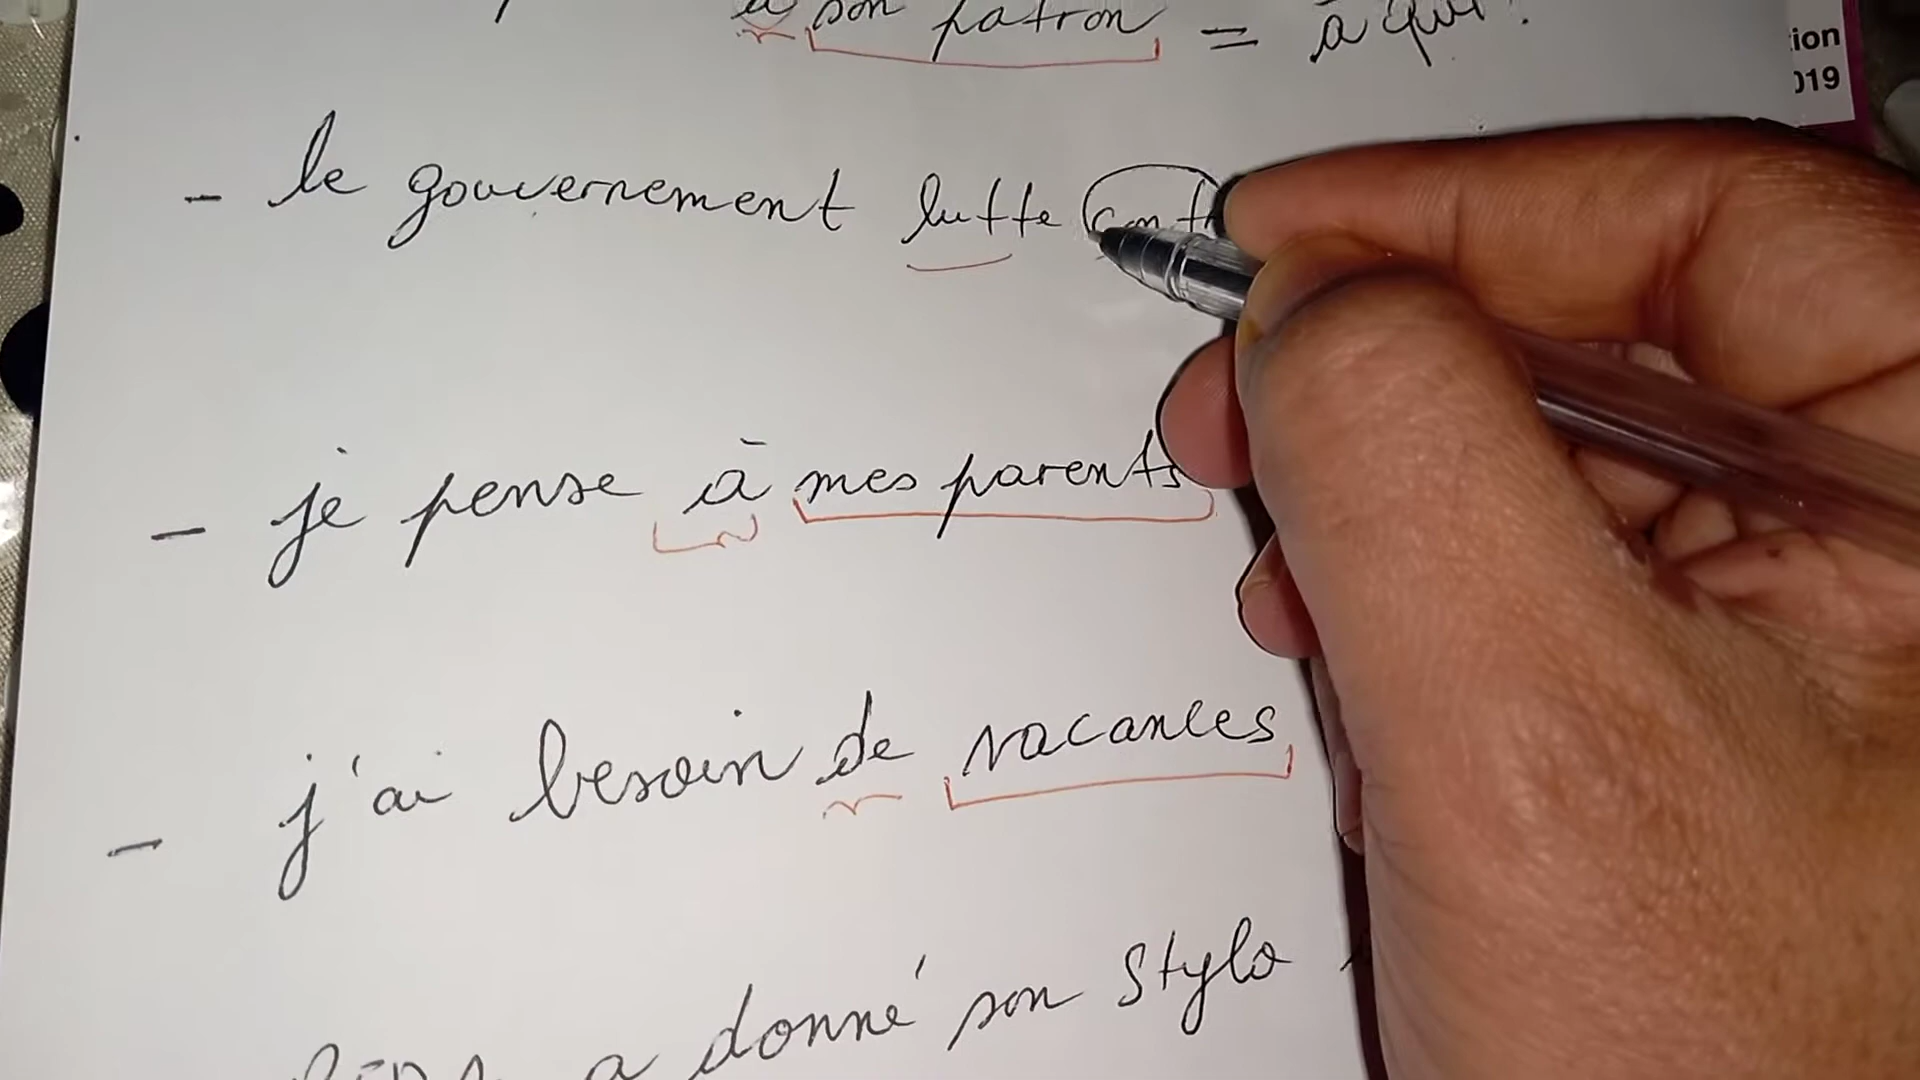 à son patron = à qui ?
ion
019
- le gouvernement lutte cont
- je pense à mes parents
- j'ai besoin de vacances
a donné son stylo